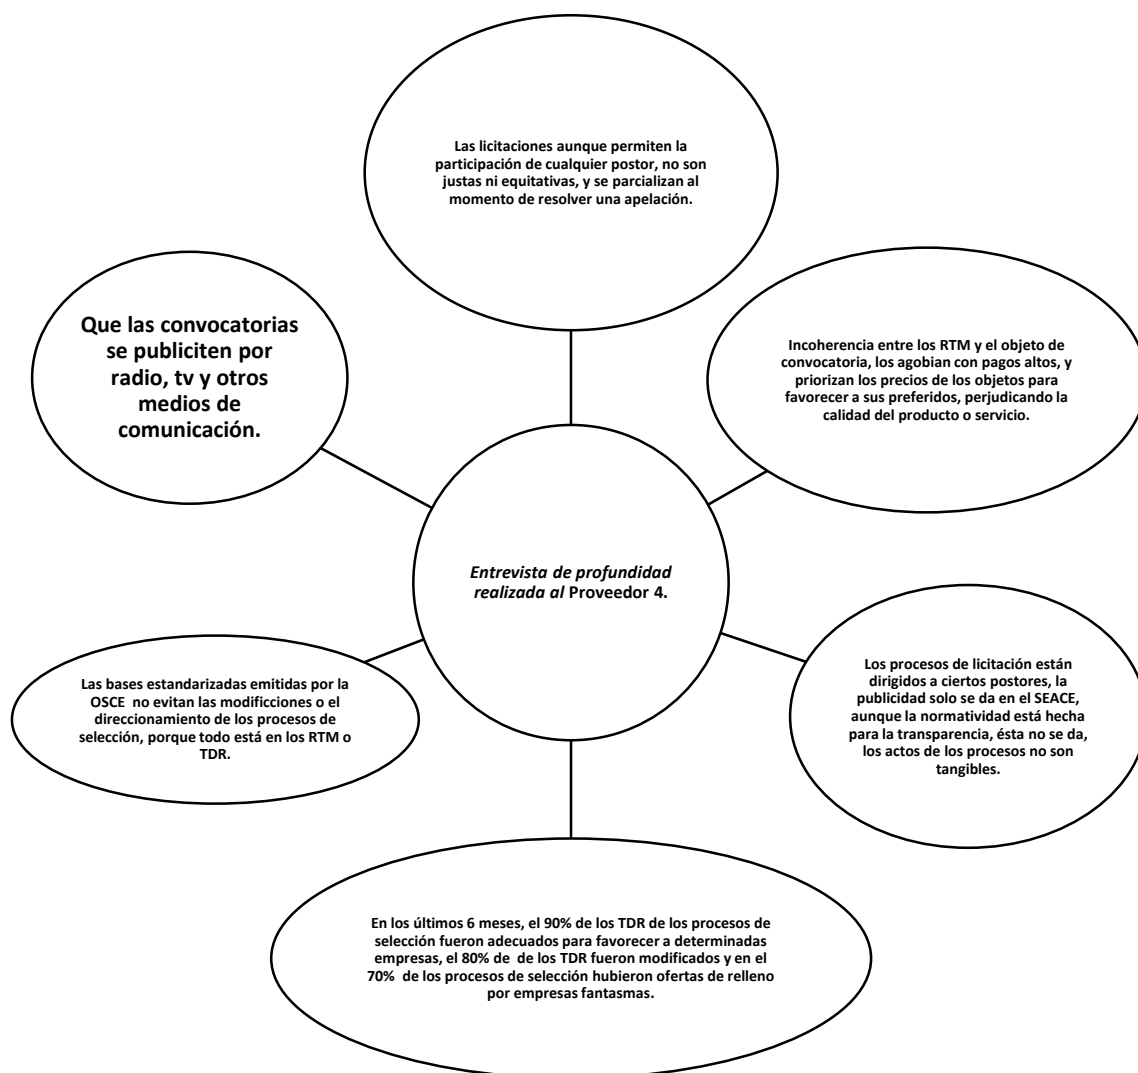 Las licitaciones aunque permiten la
participación de cualquier postor, no son
justas ni equitativas, y se parcializan al
momento de resolver una apelación.
Que las convocatorias
se publiciten por
radio, tv y otros
medios de
comunicación.
Incoherencia entre los RTM y el objeto de
convocatoria, los agobian con pagos altos, y
priorizan los precios de los objetos para
favorecer a sus preferidos, perjudicando la
calidad del producto o servicio.
Entrevista de profundidad
realizada al Proveedor 4.
Las bases estandarizadas emitidas por la
OSCE no evitan las modificciones o el
direccionamiento de los procesos de
selección, porque todo está en los RTM o
TDR.
Los procesos de licitación están
dirigidos a ciertos postores, la
publicidad solo se da en el SEACE,
aunque la normatividad está hecha
para la transparencia, ésta no se da,
los actos de los procesos no son
tangibles.
En los últimos 6 meses, el 90% de los TDR de los procesos de
selección fueron adecuados para favorecer a determinadas
empresas, el 80% de de los TDR fueron modificados y en el
70% de los procesos de selección hubieron ofertas de relleno
por empresas fantasmas.